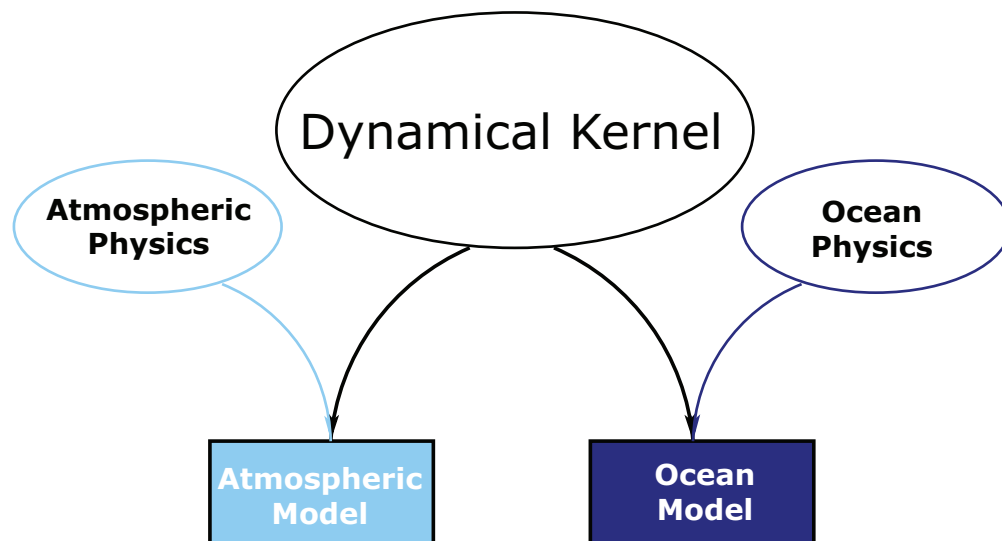 Dynamical Kernel
Atmospheric
Physics
Ocean
Physics
Atmospheric
Model
Ocean
Model